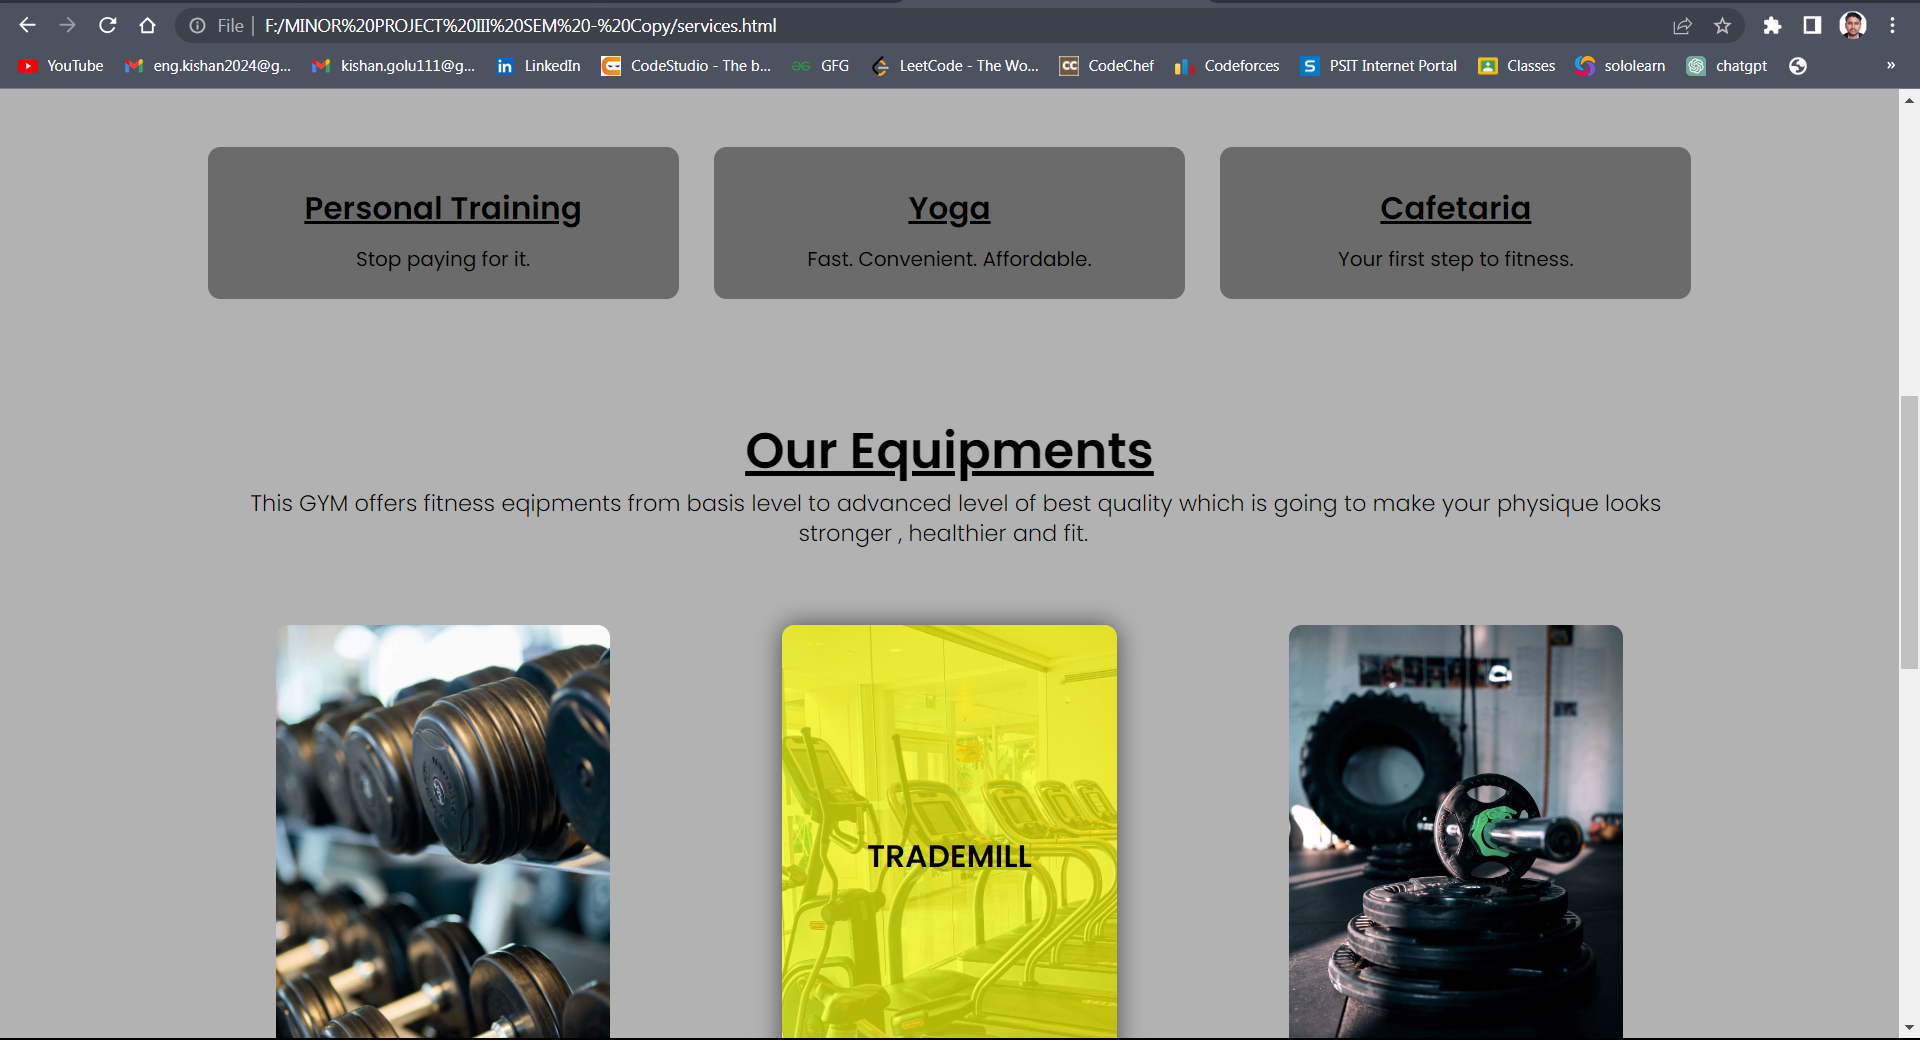 File | F:/MINOR%20PROJECT%20III%20SEM%20-%20Copy/services.html
YouTube eng.kishan2024@g... kishan.golu111@g... LinkedIn CodeStudio - The b... GFG LeetCode - The Wo... CodeChef Codeforces PSIT Internet Portal Classes sololearn chatgpt »
Personal Training
Stop paying for it.
Yoga
Fast. Convenient. Affordable.
Cafetaria
Your first step to fitness.
Our Equipments
This GYM offers fitness eqipments from basis level to advanced level of best quality which is going to make your physique looks
stronger , healthier and fit.
TRADEMILL